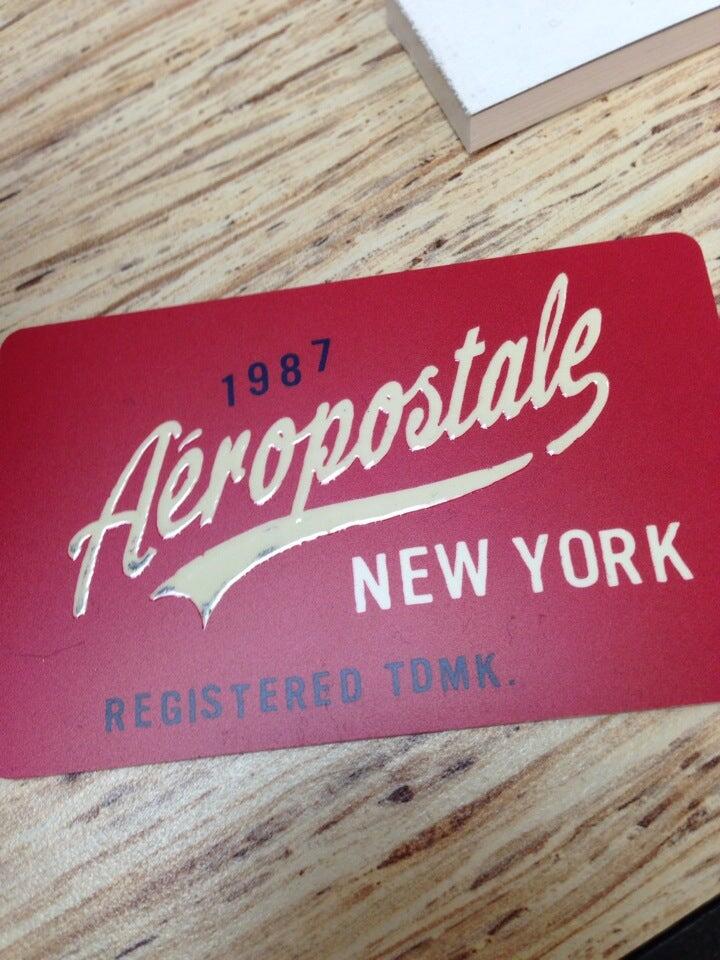 1987
Aéropostale
NEW YORK
REGISTERED TDMK.